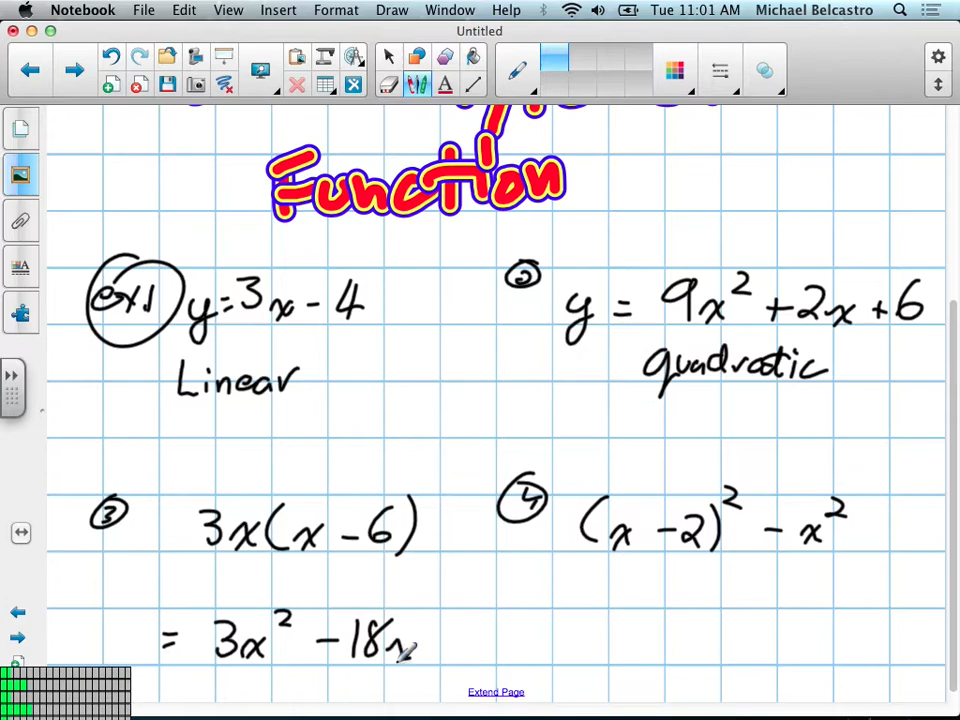 Notebook File Edit View Insert Format Draw Window Help Tue 11:01 AM Michael Belcastro
Untitled
Function
ex1 y=3x-4
Linear
② y = 9x² +2x +6
quadratic
③ 3x(x-6)
④ (x-2)² - x²
= 3x² -18x
Extend Page